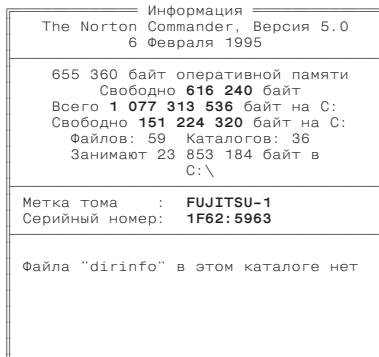 Информация
The Norton Commander, Версия 5.0
6 Февраля 1995
655 360 байт оперативной памяти
Свободно 616 240 байт
Всего 1 077 313 536 байт на C:
Свободно 151 224 320 байт на C:
Файлов: 59 Каталогов: 36
Занимают 23 853 184 байт в
C:\
Метка тома : FUJITSU-1
Серийный номер: 1F62:5963
Файла "dirinfo" в этом каталоге нет